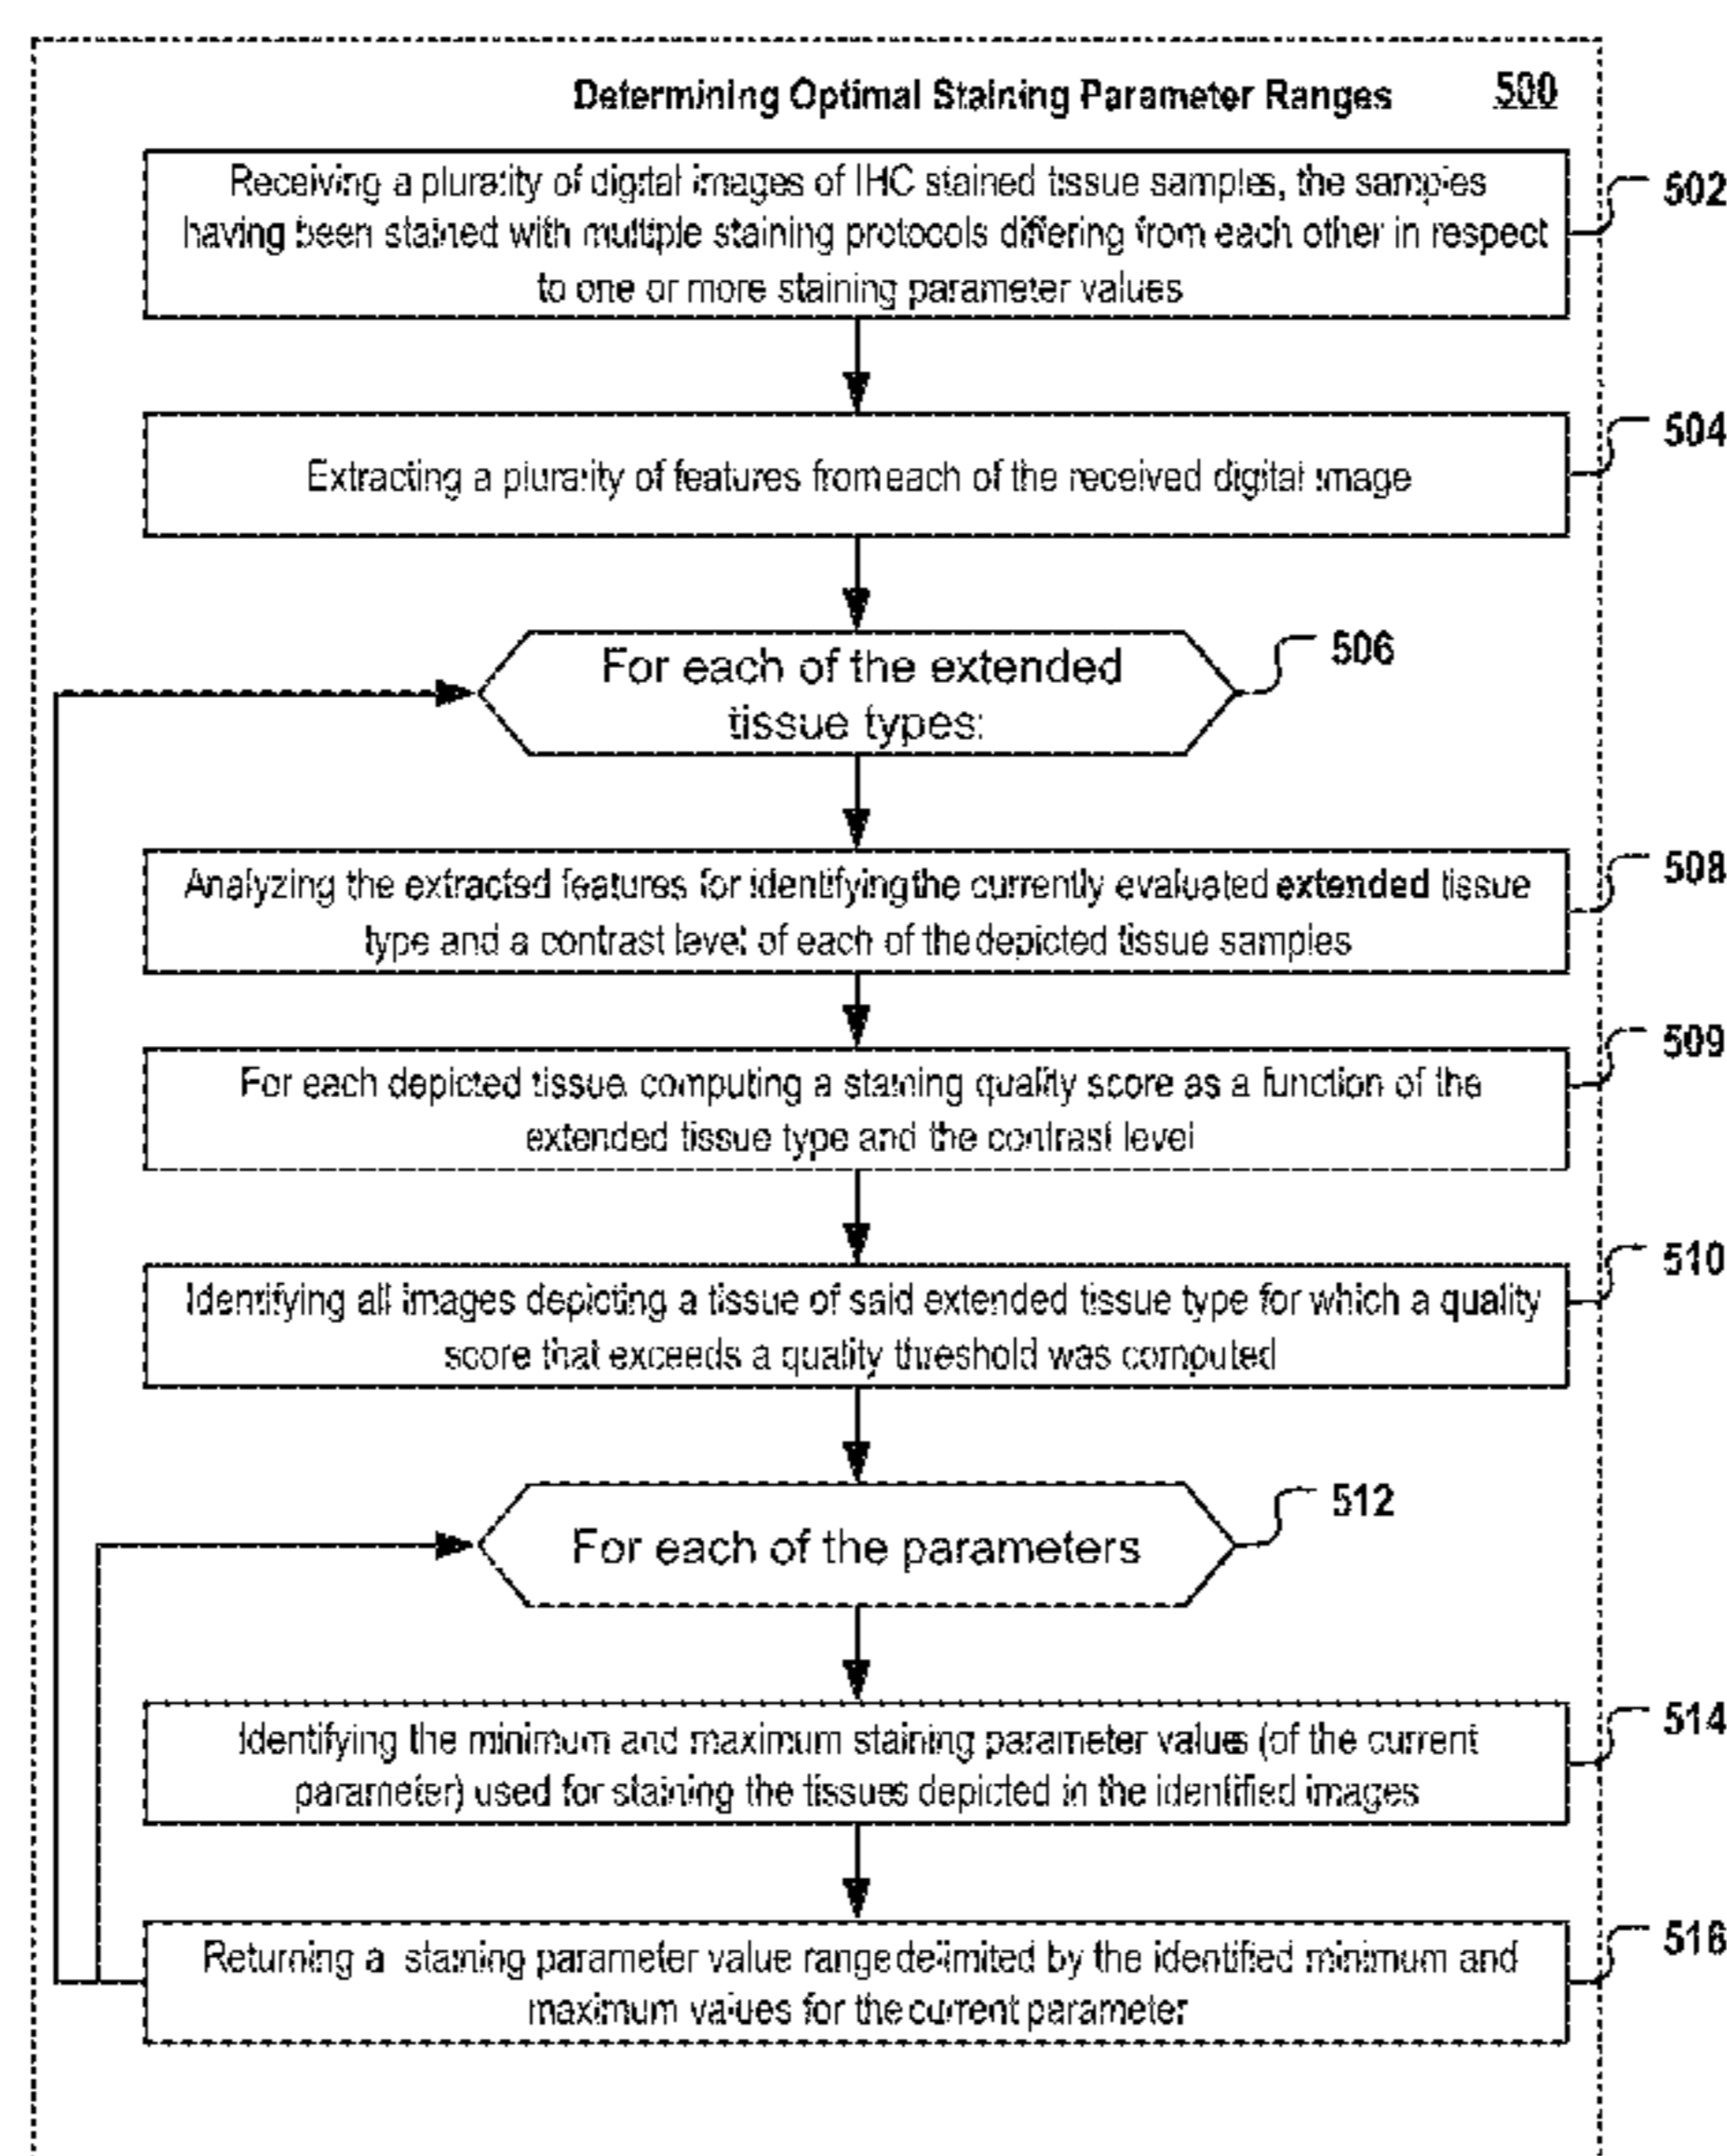 Determining Optimal Staining Parameter Ranges 500
Receiving a plurality of digital images of IHC stained tissue samples, the samples
having been stained with multiple staining protocols differing from each other in respect
to one or more staining parameter values
502
Extracting a plurality of features from each of the received digital image
504
For each of the extended
tissue types:
506
Analyzing the extracted features for identifying the currently evaluated extended tissue
type and a contrast level of each of the depicted tissue samples
508
For each depicted tissue computing a staining quality score as a function of the
extended tissue type and the contrast level
509
Identifying all images depicting a tissue of said extended tissue type for which a quality
score that exceeds a quality threshold was computed
510
For each of the parameters
512
Identifying the minimum and maximum staining parameter values (of the current
parameter) used for staining the tissues depicted in the identified images
514
Returning a staining parameter value range delimited by the identified minimum and
maximum values for the current parameter
516